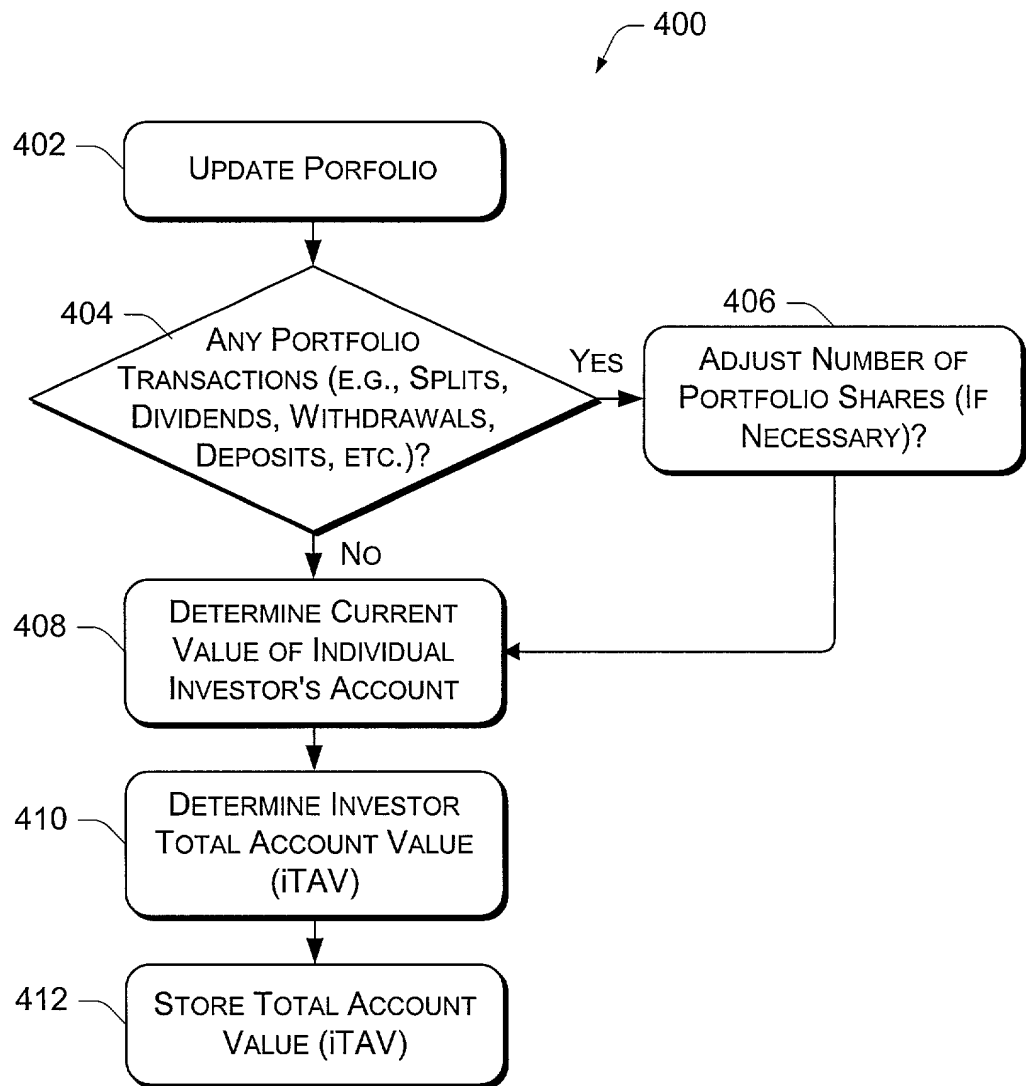 400
402
UPDATE PORFOLIO
404
ANY PORTFOLIO
TRANSACTIONS (E.G., SPLITS,
DIVIDENDS, WITHDRAWALS,
DEPOSITS, ETC.)?
YES
406
ADJUST NUMBER OF
PORTFOLIO SHARES (IF
NECESSARY)?
NO
408
DETERMINE CURRENT
VALUE OF INDIVIDUAL
INVESTOR'S ACCOUNT
410
DETERMINE INVESTOR
TOTAL ACCOUNT VALUE
(iTAV)
412
STORE TOTAL ACCOUNT
VALUE (iTAV)